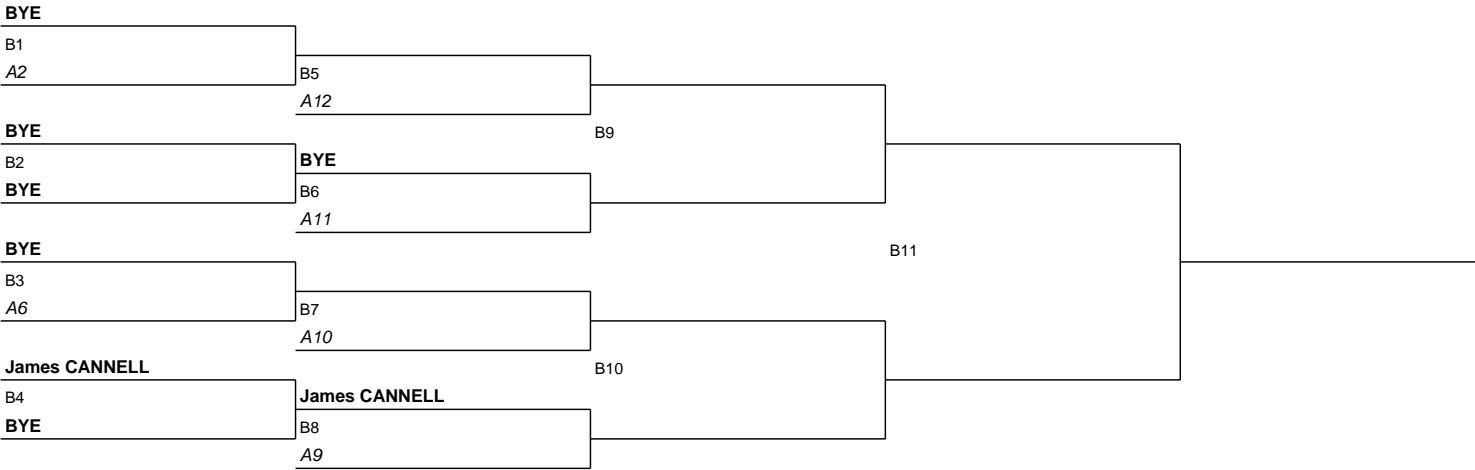 BYE
B1
A2
B5
A12
BYE
B9
B2
BYE
BYE
B6
A11
BYE
B11
B3
A6
B7
A10
James CANNELL
B10
B4
James CANNELL
BYE
B8
A9